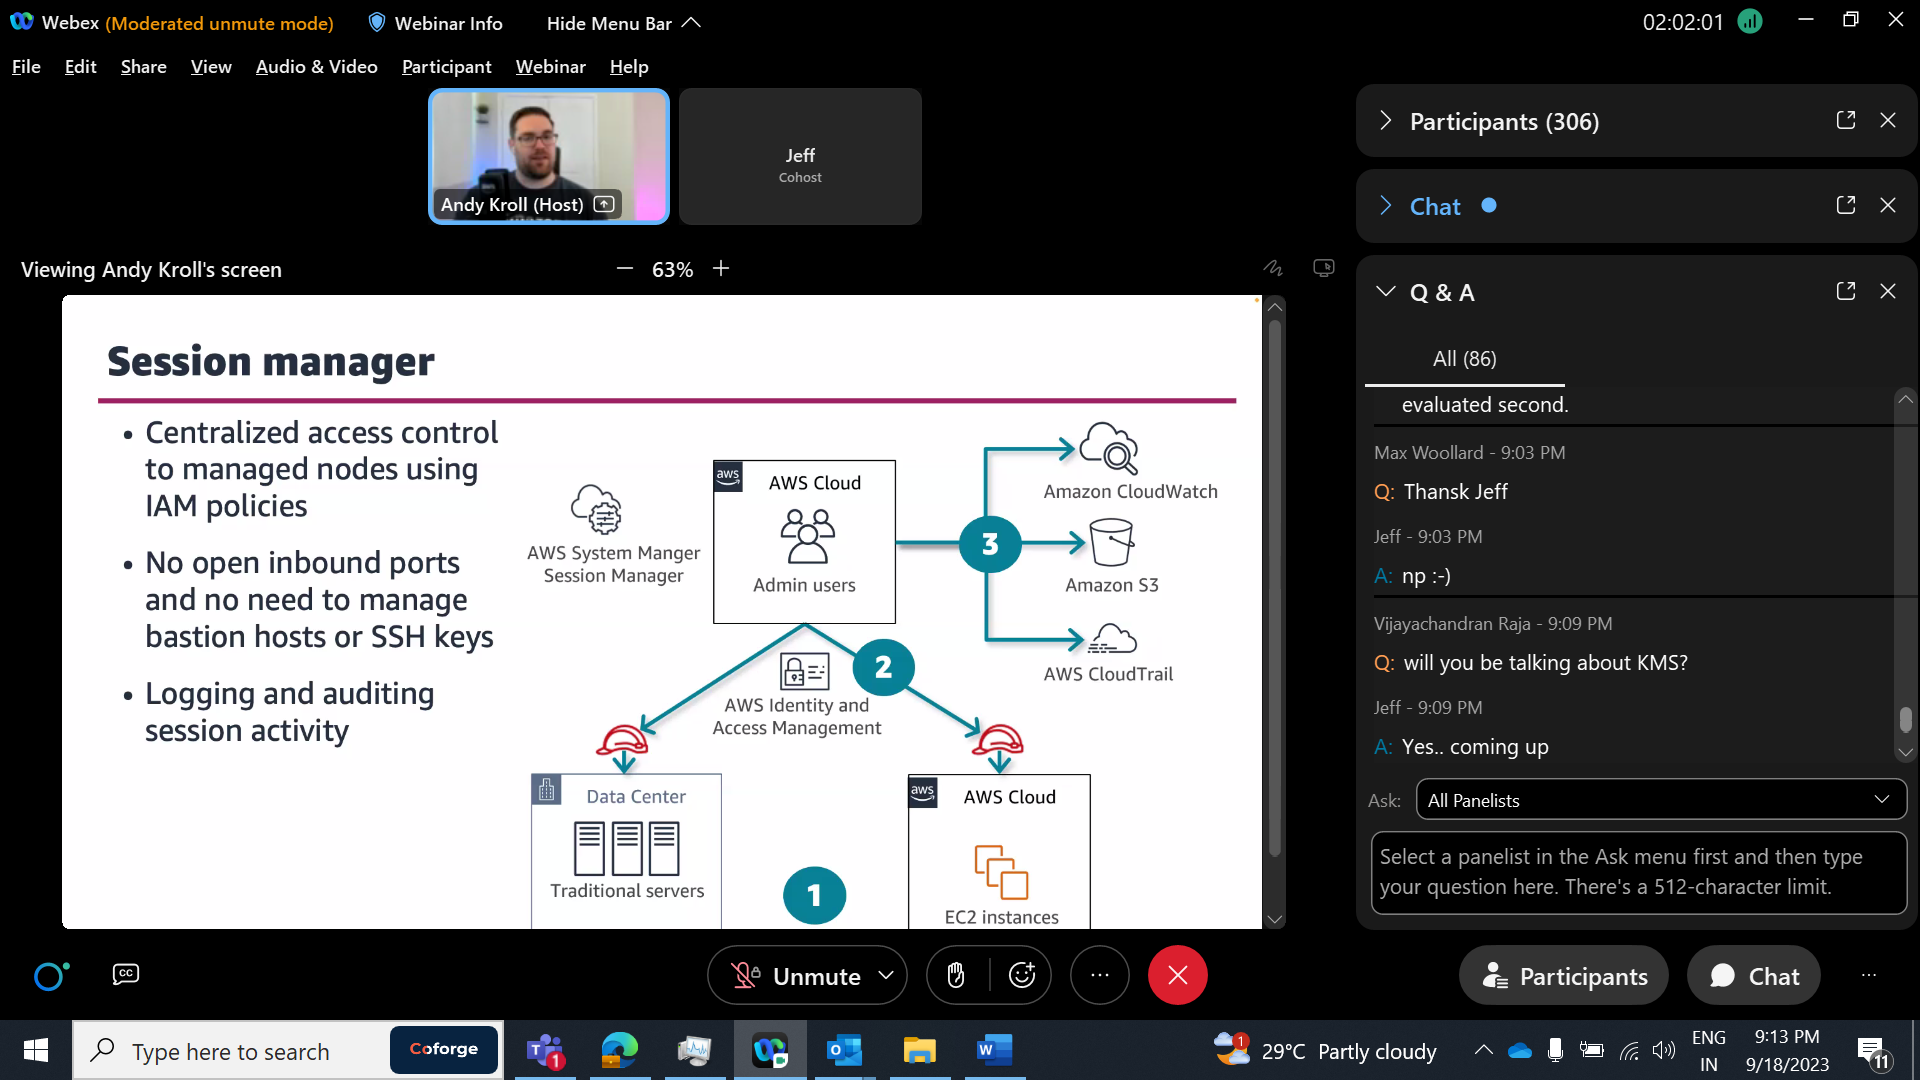 Webex (Moderated unmute mode)
Webinar Info
Hide Menu Bar
02:02:01
File Edit Share View Audio & Video Participant Webinar Help
Andy Kroll (Host)
Jeff
Cohost
Participants (306)
Chat
Viewing Andy Kroll's screen
63%
Q & A
All (86)
evaluated second.
Max Woollard - 9:03 PM
Q: Thansk Jeff
Jeff - 9:03 PM
A: np :-)
Vijayachandran Raja - 9:09 PM
Q: will you be talking about KMS?
Jeff - 9:09 PM
A: Yes.. coming up
Ask: All Panelists
Select a panelist in the Ask menu first and then type
your question here. There's a 512-character limit.
Session manager
• Centralized access control
to managed nodes using
IAM policies
• No open inbound ports
and no need to manage
bastion hosts or SSH keys
• Logging and auditing
session activity
AWS System Manger
Session Manager
aws
AWS Cloud
Admin users
3
Amazon CloudWatch
Amazon S3
AWS CloudTrail
2
AWS Identity and
Access Management
Data Center
Traditional servers
1
aws
AWS Cloud
EC2 instances
CC
Unmute
Participants
Chat
Type here to search
Coforge
1
1
29°C Partly cloudy
ENG
IN
9:13 PM
9/18/2023
11